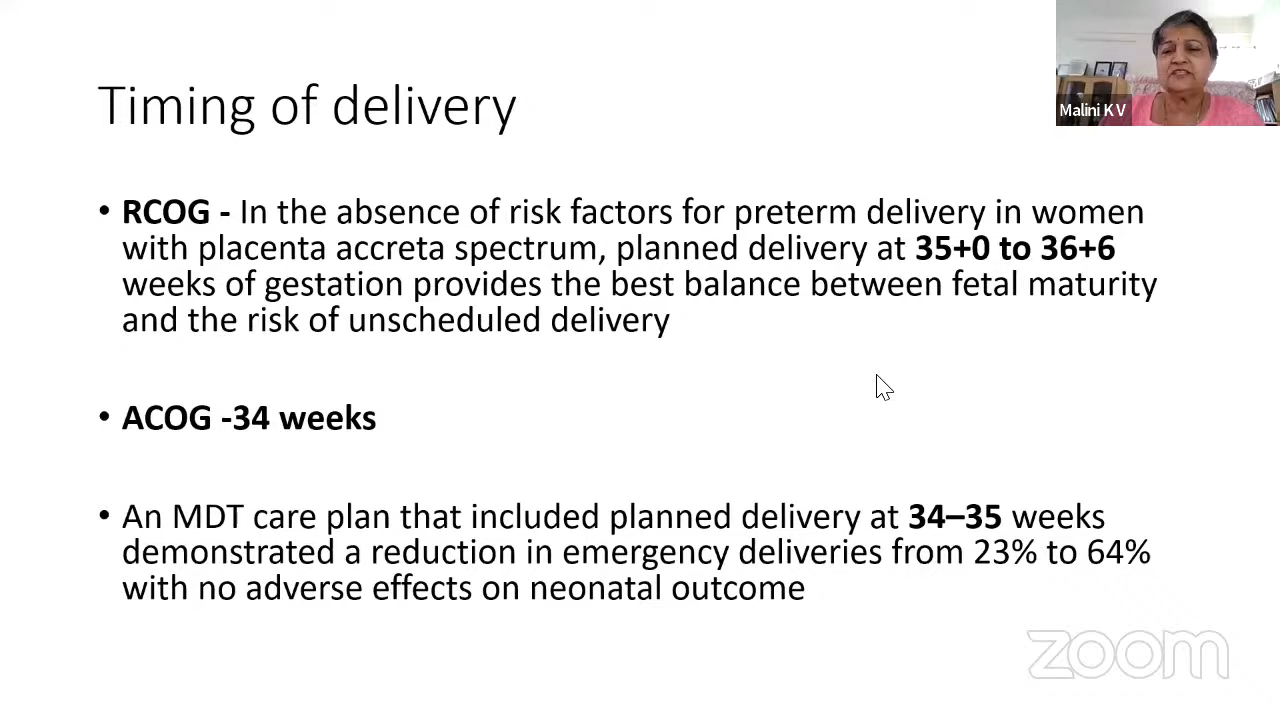 Timing of delivery
Malini K V
• RCOG - In the absence of risk factors for preterm delivery in women
with placenta accreta spectrum, planned delivery at 35+0 to 36+6
weeks of gestation provides the best balance between fetal maturity
and the risk of unscheduled delivery
• ACOG -34 weeks
• An MDT care plan that included planned delivery at 34–35 weeks
demonstrated a reduction in emergency deliveries from 23% to 64%
with no adverse effects on neonatal outcome
zoom